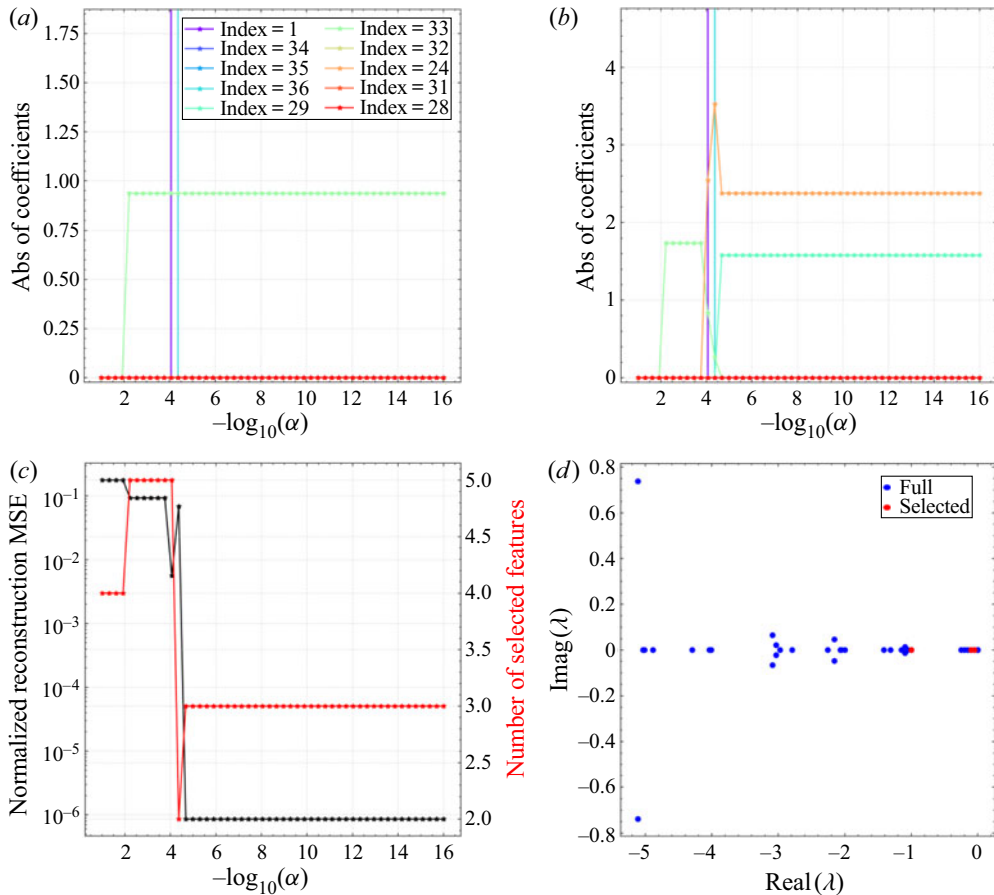 (a)
1.75
1.50
1.25
1.00
0.75
0.50
0.25
0
Abs of coefficients
Index = 1
Index = 34
Index = 35
Index = 36
Index = 29
Index = 33
Index = 32
Index = 24
Index = 31
Index = 28
2 4 6 8 10 12 14 16
–log10(α)
(b)
4
3
2
1
0
Abs of coefficients
2 4 6 8 10 12 14 16
–log10(α)
(c)
10–1
10–2
10–3
10–4
10–5
10–6
Normalized reconstruction MSE
5.0
4.5
4.0
3.5
3.0
2.5
2.0
Number of selected features
2 4 6 8 10 12 14 16
–log10(α)
(d)
0.8
0.6
0.4
0.2
0
–0.2
–0.4
–0.6
–0.8
Imag(λ)
Full
Selected
–5 –4 –3 –2 –1 0
Real(λ)